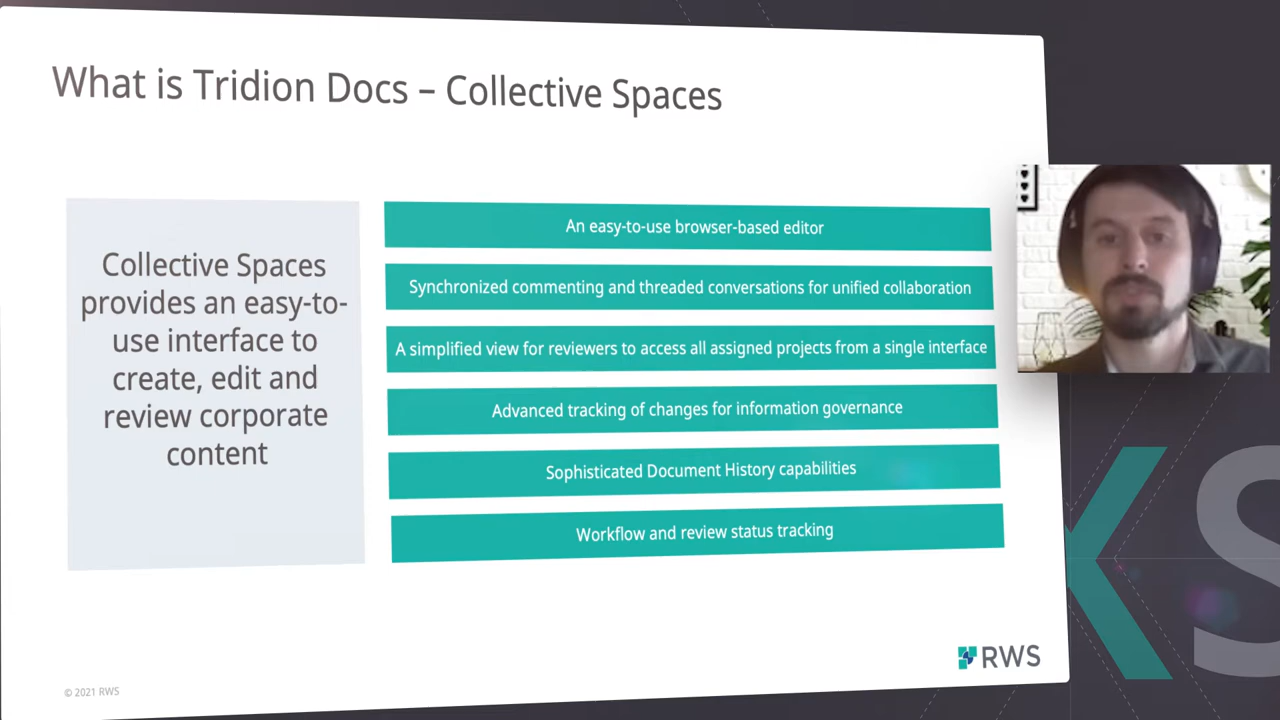 What is Tridion Docs – Collective Spaces
Collective Spaces
provides an easy-to-
use interface to
create, edit and
review corporate
content
An easy-to-use browser-based editor
Synchronized commenting and threaded conversations for unified collaboration
A simplified view for reviewers to access all assigned projects from a single interface
Advanced tracking of changes for information governance
Sophisticated Document History capabilities
Workflow and review status tracking
RWS
© 2021 RWS
KS